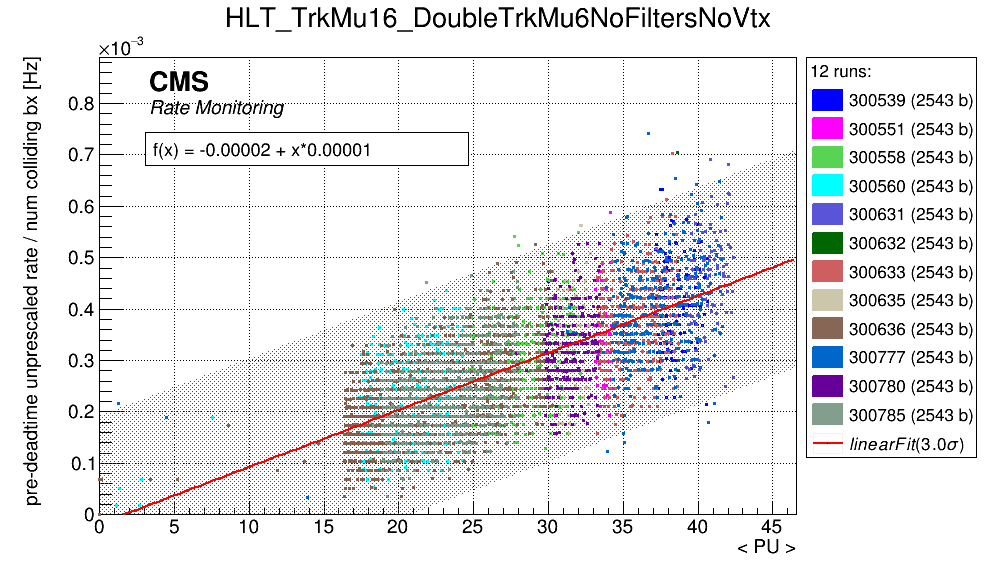 HLT_TrkMu16_DoubleTrkMu6NoFiltersNoVtx
×10⁻³
pre-deadtime unprescaled rate / num colliding bx [Hz]
CMS
Rate Monitoring
f(x) = -0.00002 + x*0.00001
0.8
0.7
0.6
0.5
0.4
0.3
0.2
0.1
0
0 5 10 15 20 25 30 35 40 45
< PU >
12 runs:
300539 (2543 b)
300551 (2543 b)
300558 (2543 b)
300560 (2543 b)
300631 (2543 b)
300632 (2543 b)
300633 (2543 b)
300635 (2543 b)
300636 (2543 b)
300777 (2543 b)
300780 (2543 b)
300785 (2543 b)
linearFit(3.0σ)